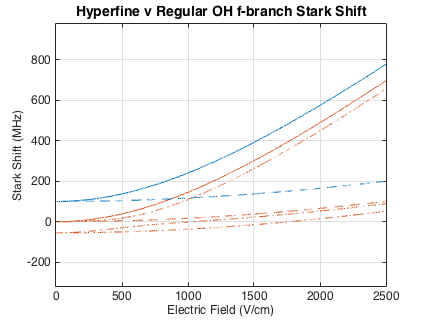 Hyperfine v Regular OH f-branch Stark Shift
Stark Shift (MHz)
800
600
400
200
0
-200
0 500 1000 1500 2000 2500
Electric Field (V/cm)